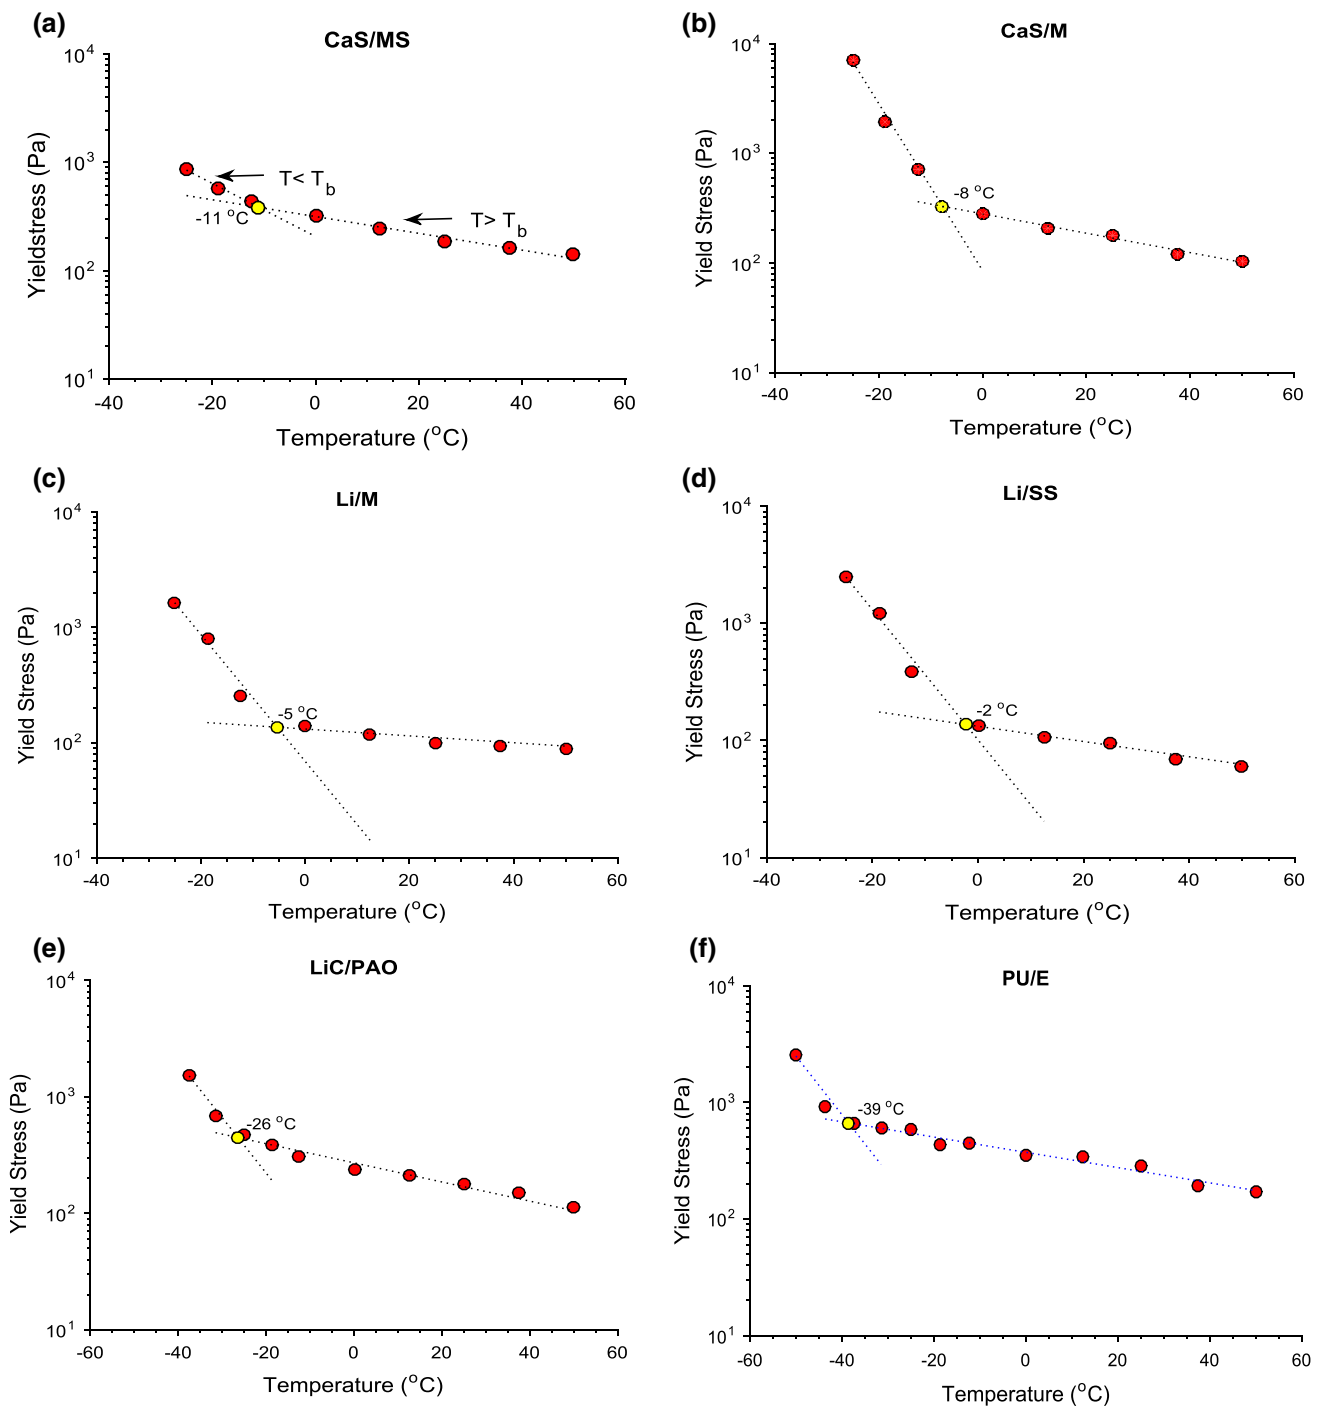 (a)
CaS/MS
Yieldstress (Pa)
10^4
10^3
10^2
10^1
T< T_b
T> T_b
-11 °C
-40 -20 0 20 40 60
Temperature (°C)
(b)
CaS/M
Yield Stress (Pa)
10^4
10^3
10^2
10^1
-8 °C
-40 -20 0 20 40 60
Temperature (°C)
(c)
Li/M
Yield Stress (Pa)
10^4
10^3
10^2
10^1
-5 °C
-40 -20 0 20 40 60
Temperature (°C)
(d)
Li/SS
Yield Stress (Pa)
10^4
10^3
10^2
10^1
-2 °C
-40 -20 0 20 40 60
Temperature (°C)
(e)
LiC/PAO
Yield Stress (Pa)
10^4
10^3
10^2
10^1
-26 °C
-60 -40 -20 0 20 40 60
Temperature (°C)
(f)
PU/E
Yield Stress (Pa)
10^4
10^3
10^2
10^1
-39 °C
-60 -40 -20 0 20 40 60
Temperature (°C)